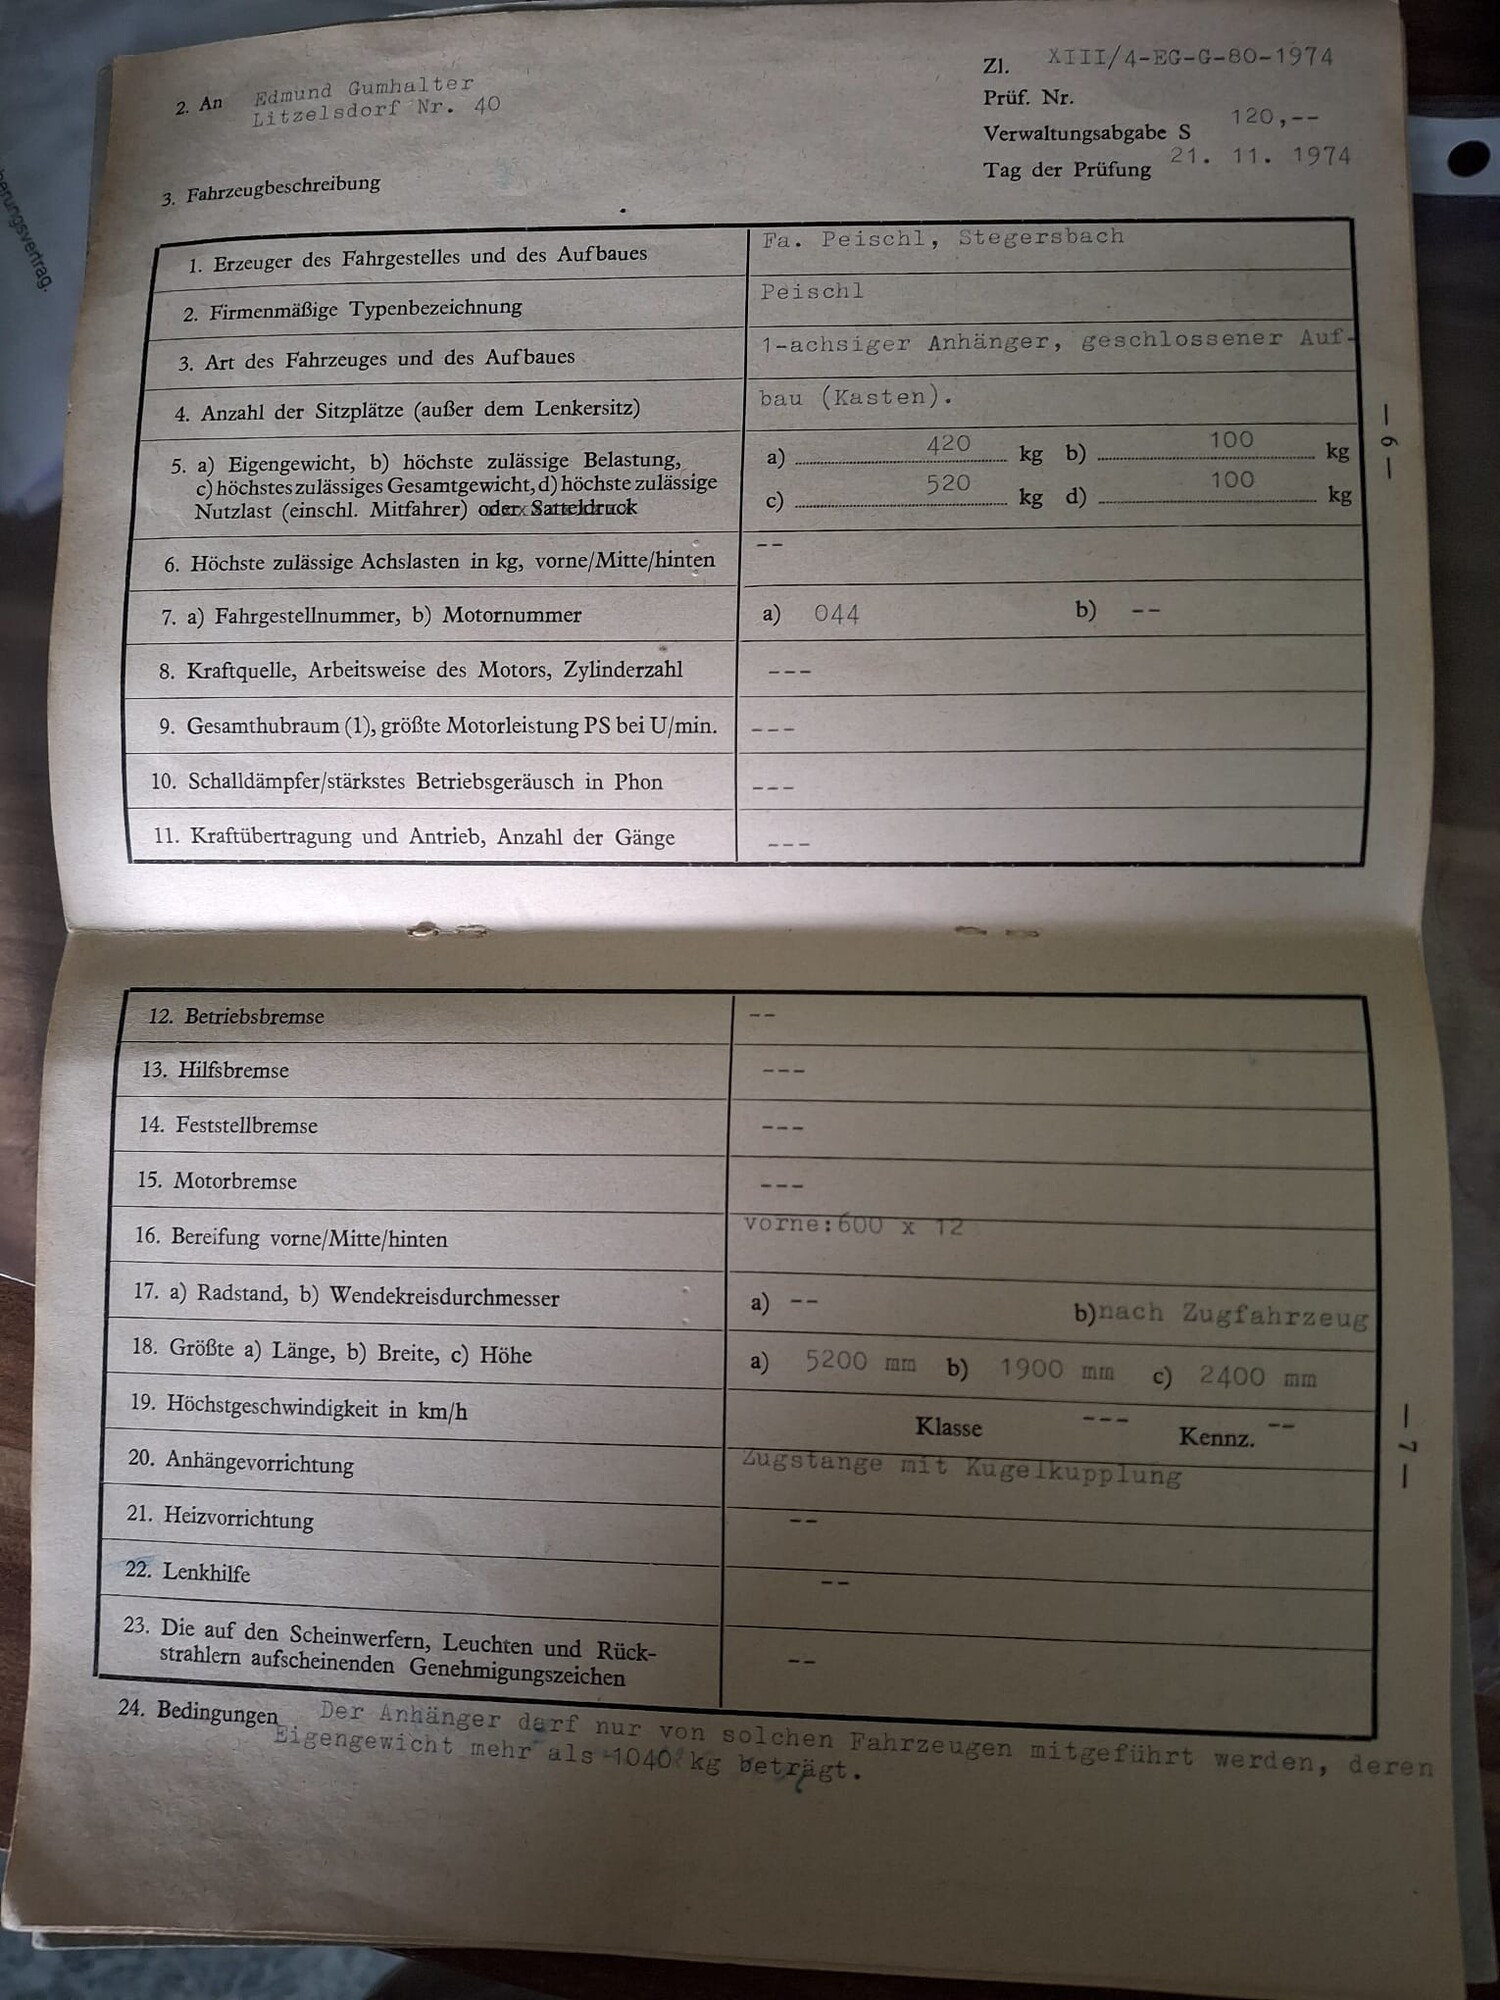 Zl. XIII/4-EG-G-80-1974
2. An Edmund Gumhalter
Litzelsdorf Nr. 40
Prüf. Nr.
Verwaltungsabgabe S 120,--
Tag der Prüfung 21. 11. 1974
3. Fahrzeugbeschreibung
1. Erzeuger des Fahrgestelles und des Aufbaues Fa. Peischl, Stegersbach
2. Firmenmäßige Typenbezeichnung Peischl
3. Art des Fahrzeuges und des Aufbaues 1-achsiger Anhänger, geschlossener Auf-
4. Anzahl der Sitzplätze (außer dem Lenkersitz) bau (Kasten).
5. a) Eigengewicht, b) höchste zulässige Belastung, a) 420 kg b) 100 kg
c) höchstes zulässiges Gesamtgewicht, d) höchste zulässige c) 520 kg d) 100 kg
Nutzlast (einschl. Mitfahrer) oder Satteldruck
6. Höchste zulässige Achslasten in kg, vorne/Mitte/hinten --
7. a) Fahrgestellnummer, b) Motornummer a) 044 b) --
8. Kraftquelle, Arbeitsweise des Motors, Zylinderzahl ---
9. Gesamthubraum (1), größte Motorleistung PS bei U/min. ---
10. Schalldämpfer/stärkstes Betriebsgeräusch in Phon ---
11. Kraftübertragung und Antrieb, Anzahl der Gänge ---
— 6 —
12. Betriebsbremse --
13. Hilfsbremse ---
14. Feststellbremse ---
15. Motorbremse ---
16. Bereifung vorne/Mitte/hinten vorne:600 x 12
17. a) Radstand, b) Wendekreisdurchmesser a) -- b)nach Zugfahrzeug
18. Größte a) Länge, b) Breite, c) Höhe a) 5200 mm b) 1900 mm c) 2400 mm
19. Höchstgeschwindigkeit in km/h Klasse --- Kennz. --
20. Anhängevorrichtung Zugstange mit Kugelkupplung
21. Heizvorrichtung --
22. Lenkhilfe --
23. Die auf den Scheinwerfern, Leuchten und Rück-
strahlern aufscheinenden Genehmigungszeichen --
24. Bedingungen Der Anhänger darf nur von solchen Fahrzeugen mitgeführt werden, deren
Eigengewicht mehr als 1040 kg beträgt.
— 7 —